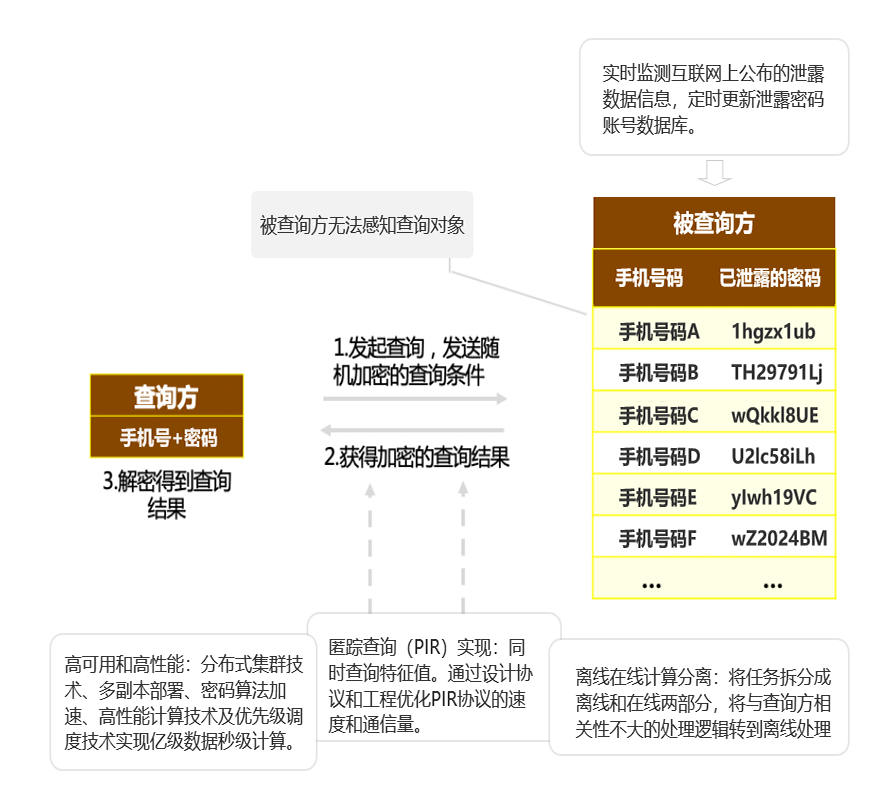 实时监测互联网上公布的泄露
数据信息，定时更新泄露密码
账号数据库。
被查询方无法感知查询对象
被查询方
手机号码 已泄露的密码
手机号码A 1hgzx1ub
手机号码B TH29791Lj
手机号码C wQkkl8UE
手机号码D U2lc58iLh
手机号码E ylwh19VC
手机号码F wZ2024BM
... ...
1.发起查询，发送随
机加密的查询条件
2.获得加密的查询结果
查询方
手机号+密码
3.解密得到查询
结果
高可用和高性能：分布式集群技
术、多副本部署、密码算法加
速、高性能计算技术及优先级调
度技术实现亿级数据秒级计算。
匿踪查询（PIR）实现：同
时查询特征值。通过设计协
议和工程优化PIR协议的速
度和通信量。
离线在线计算分离：将任务拆分成
离线和在线两部分，将与查询方相
关性不大的处理逻辑转到离线处理